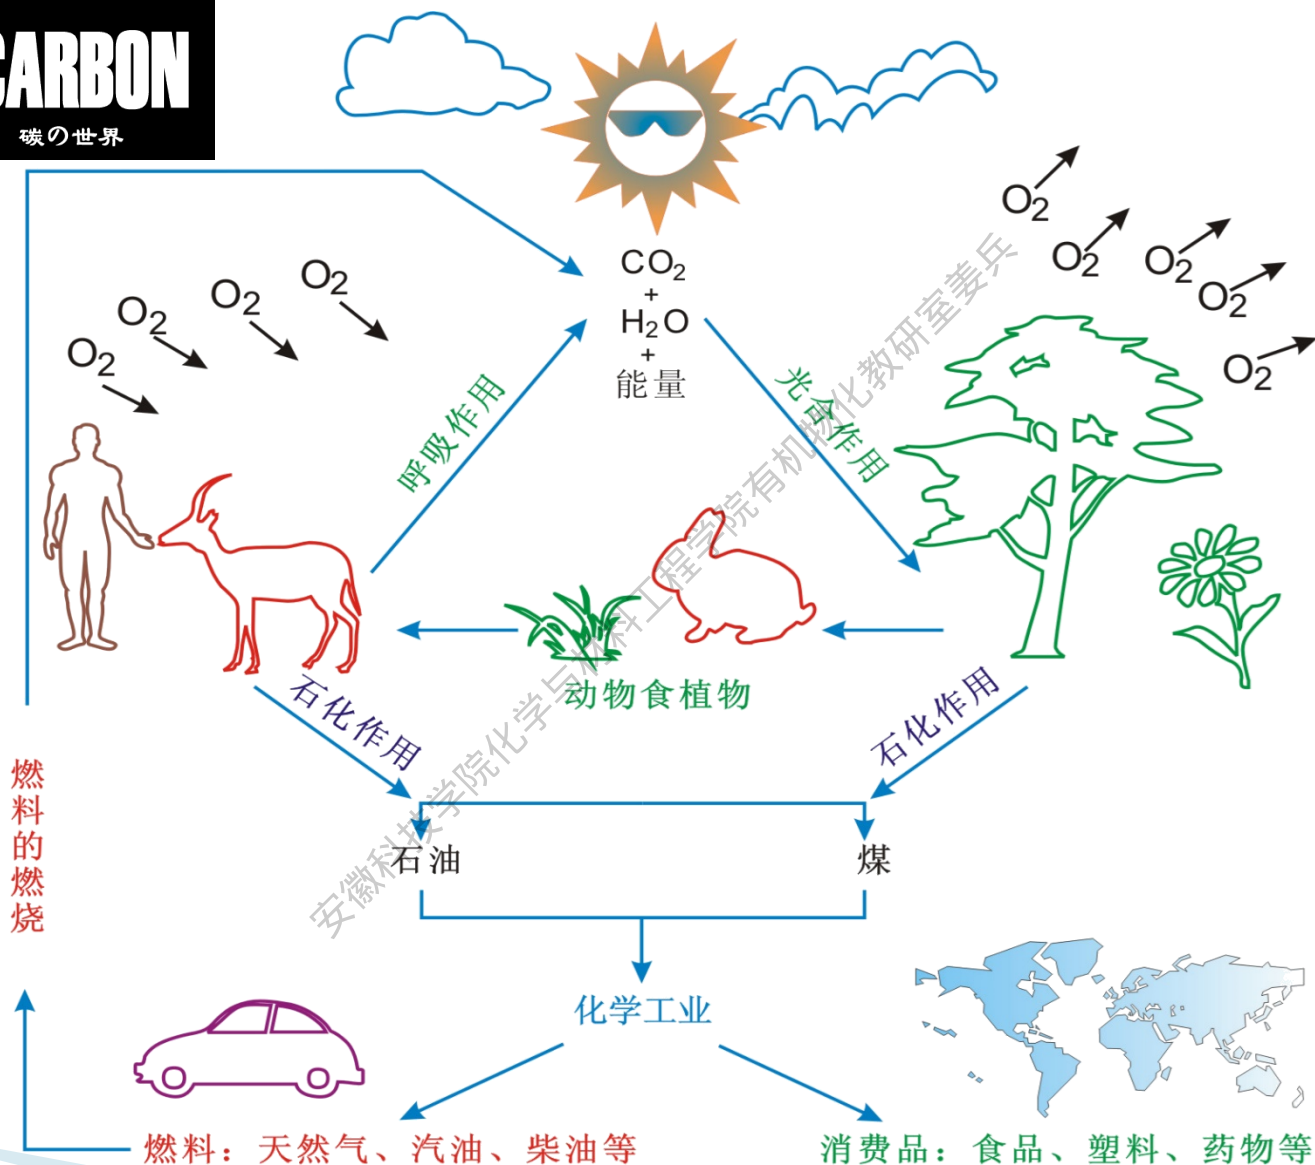 CARBON
碳の世界
O2
O2
O2
O2
O2
O2
O2
O2
O2
CO2
+
H2O
+
能量
呼吸作用
光合作用
动物食植物
石化作用
石化作用
石油
煤
化学工业
燃料的燃烧
燃料：天然气、汽油、柴油等
消费品：食品、塑料、药物等
安徽科技学院化学与材料工程学院有机物化教研室姜兵